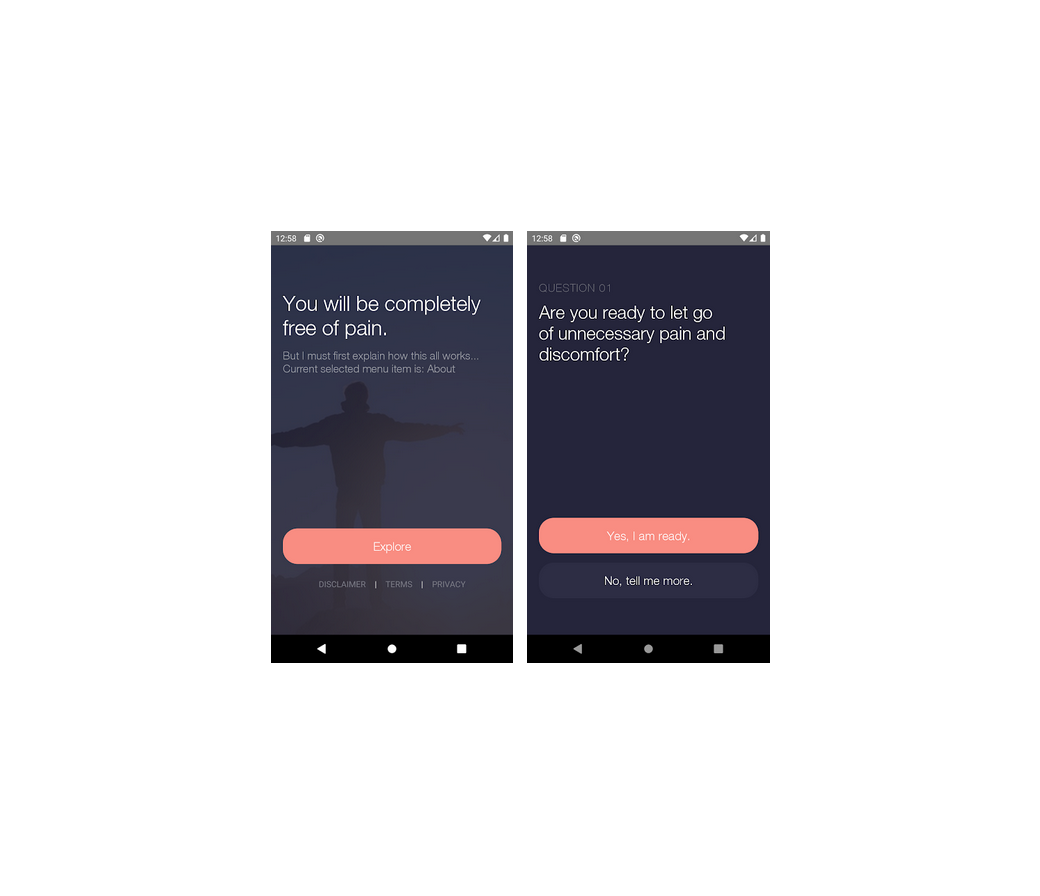 12:58
You will be completely
free of pain.
But I must first explain how this all works...
Current selected menu item is: About
Explore
DISCLAIMER | TERMS | PRIVACY
12:58
QUESTION 01
Are you ready to let go
of unnecessary pain and
discomfort?
Yes, I am ready.
No, tell me more.